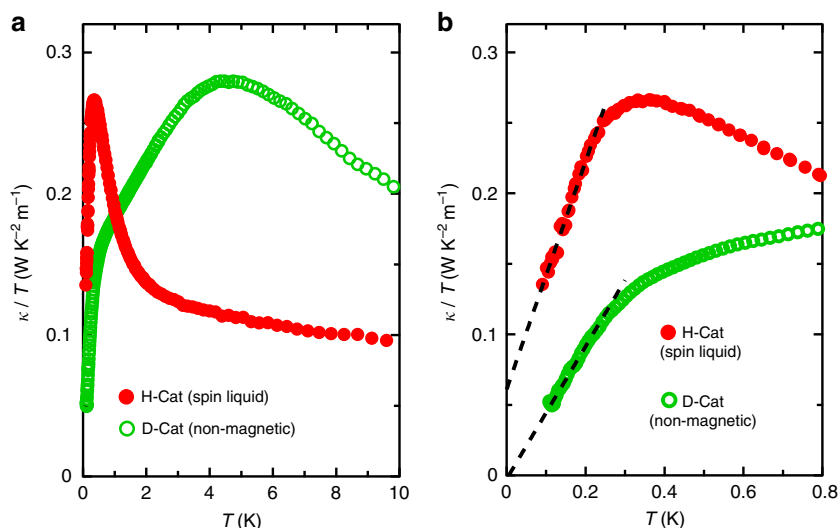 a
0.3
0.2
0.1
0
κ / T (W K−2 m−1)
H-Cat (spin liquid)
D-Cat (non-magnetic)
0 2 4 6 8 10
T (K)
b
0.3
0.2
0.1
0
κ / T (W K−2 m−1)
H-Cat
(spin liquid)
D-Cat
(non-magnetic)
0 0.2 0.4 0.6 0.8
T (K)